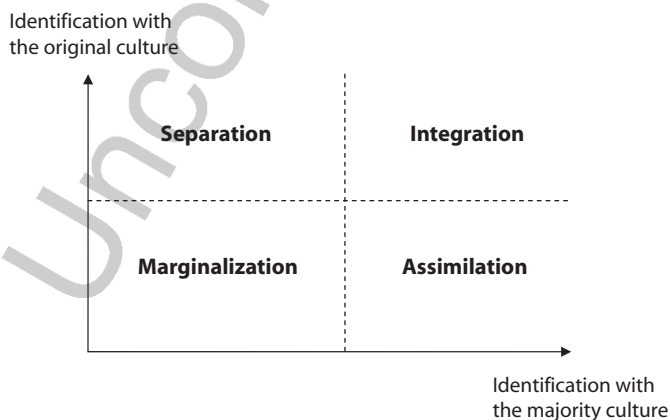 Identification with
the original culture
Separation
Integration
Marginalization
Assimilation
Identification with
the majority culture